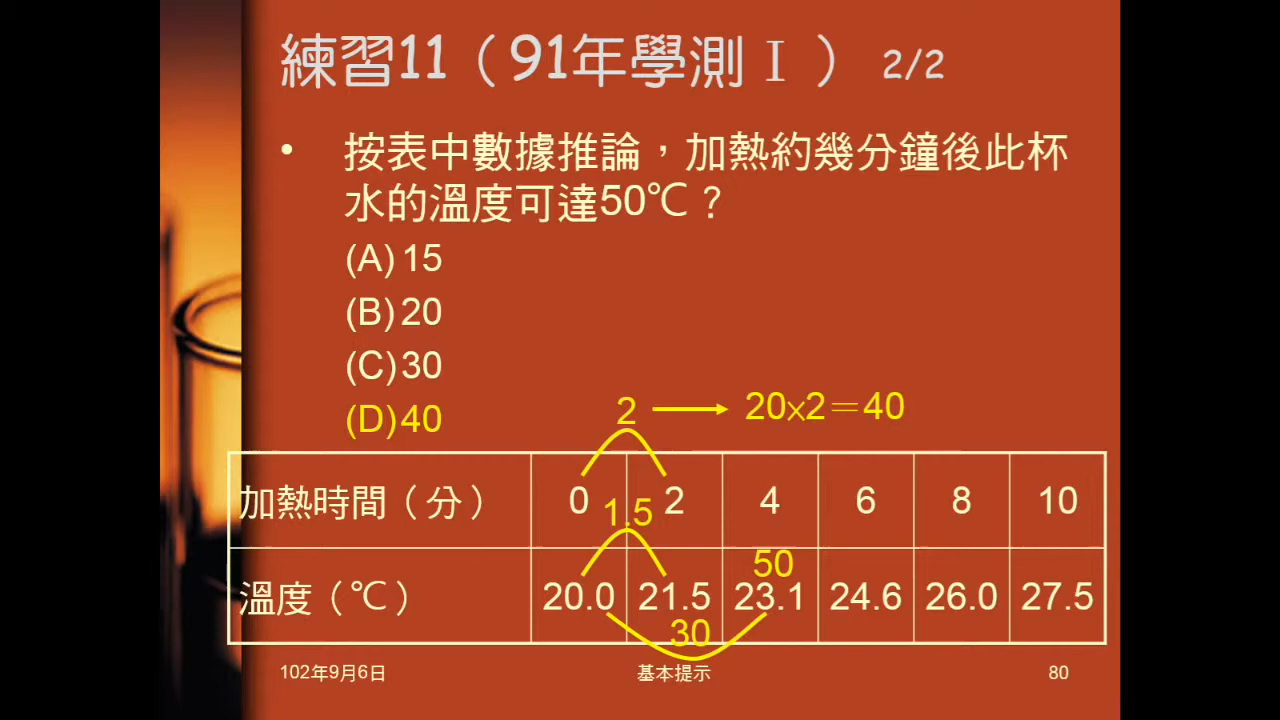 練習11（91年學測Ⅰ） 2/2
• 按表中數據推論，加熱約幾分鐘後此杯
水的溫度可達50℃？
(A) 15
(B) 20
(C) 30
(D) 40
2 → 20×2＝40
加熱時間（分） 0 2 4 6 8 10
1.5
50
溫度（℃） 20.0 21.5 23.1 24.6 26.0 27.5
30
102年9月6日 基本提示 80